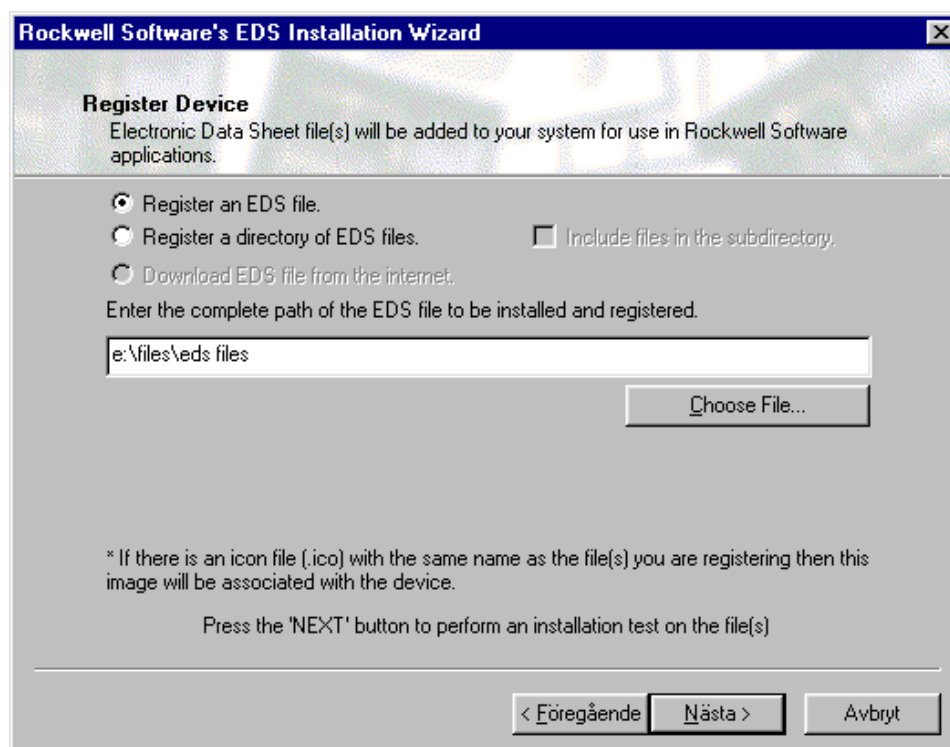 Rockwell Software's EDS Installation Wizard
Register Device
Electronic Data Sheet file(s) will be added to your system for use in Rockwell Software
applications.
Register an EDS file.
Register a directory of EDS files. Include files in the subdirectory.
Download EDS file from the internet.
Enter the complete path of the EDS file to be installed and registered.
e:\files\eds files
Choose File...
* If there is an icon file (.ico) with the same name as the file(s) you are registering then this
image will be associated with the device.
Press the 'NEXT' button to perform an installation test on the file(s)
< Föregående Nästa > Avbryt